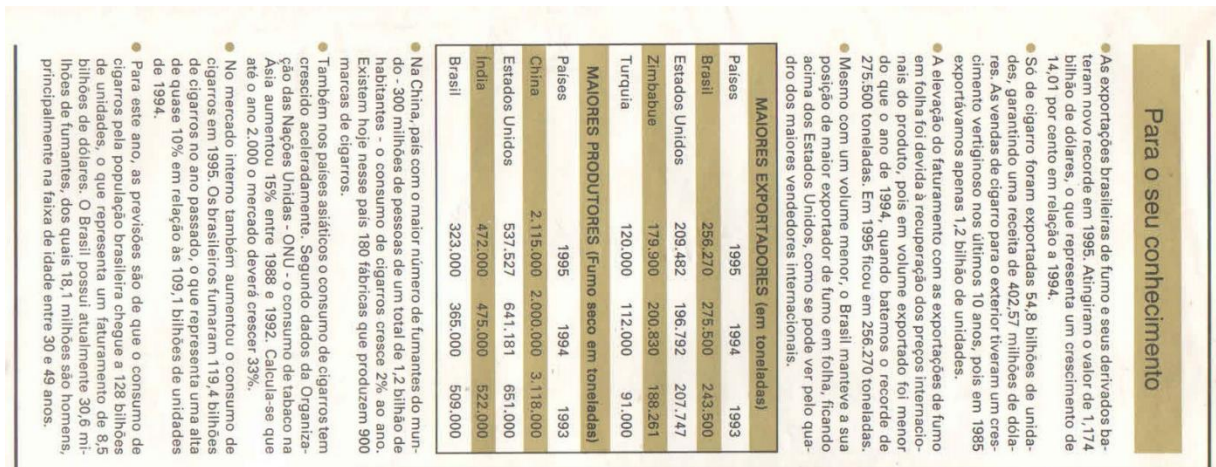 Para o seu conhecimento
● As exportações brasileiras de fumo e seus derivados ba-
teram novo recorde em 1995. Atingiram o valor de 1,174
bilhão de dólares, o que representa um crescimento de
14,01 por cento em relação a 1994.
● Só de cigarro foram exportadas 54,8 bilhões de unida-
des, garantindo uma receita de 402,57 milhões de dóla-
res. As vendas de cigarro para o exterior tiveram um cres-
cimento vertiginoso nos últimos 10 anos, pois em 1985
exportávamos apenas 1,2 bilhão de unidades.
● A elevação do faturamento com as exportações de fumo
em folha foi devida à recuperação dos preços internacio-
nais do produto, pois em volume exportado foi menor
do que o ano de 1994, quando batemos o recorde de
275.500 toneladas. Em 1995 ficou em 256.270 toneladas.
● Mesmo com um volume menor, o Brasil manteve a sua
posição de maior exportador de fumo em folha, ficando
acima dos Estados Unidos, como se pode ver pelo qua-
dro dos maiores vendedores internacionais.
MAIORES EXPORTADORES (em toneladas)
Países 1995 1994 1993
Brasil 256.270 275.500 243.500
Estados Unidos 209.482 196.792 207.747
Zimbabue 179.900 200.830 188.261
Turquia 120.000 112.000 91.000
MAIORES PRODUTORES (Fumo seco em toneladas)
Países 1995 1994 1993
China 2.115.000 2.000.000 3.118.000
Estados Unidos 537.527 641.181 651.000
Índia 472.000 475.000 522.000
Brasil 323.000 365.000 509.000
● Na China, país com o maior número de fumantes do mun-
do - 300 milhões de pessoas de um total de 1,2 bilhão de
habitantes - o consumo de cigarros cresce 2% ao ano.
Existem hoje nesse país 180 fábricas que produzem 900
marcas de cigarros.
● Também nos países asiáticos o consumo de cigarros tem
crescido aceleradamente. Segundo dados da Organiza-
ção das Nações Unidas - ONU - o consumo de tabaco na
Ásia aumentou 15% entre 1988 e 1992. Calcula-se que
até o ano 2.000 o mercado deverá crescer 33%.
● No mercado interno também aumentou o consumo de
cigarros em 1995. Os brasileiros fumaram 119,4 bilhões
de cigarros no ano passado, o que representa uma alta
de quase 10% em relação às 109,1 bilhões de unidades
de 1994.
● Para este ano, as previsões são de que o consumo de
cigarros pela população brasileira chegue a 128 bilhões
de unidades, o que representa um faturamento de 8,5
bilhões de dólares. O Brasil possui atualmente 30,6 mi-
lhões de fumantes, dos quais 18,1 milhões são homens,
principalmente na faixa de idade entre 30 e 49 anos.